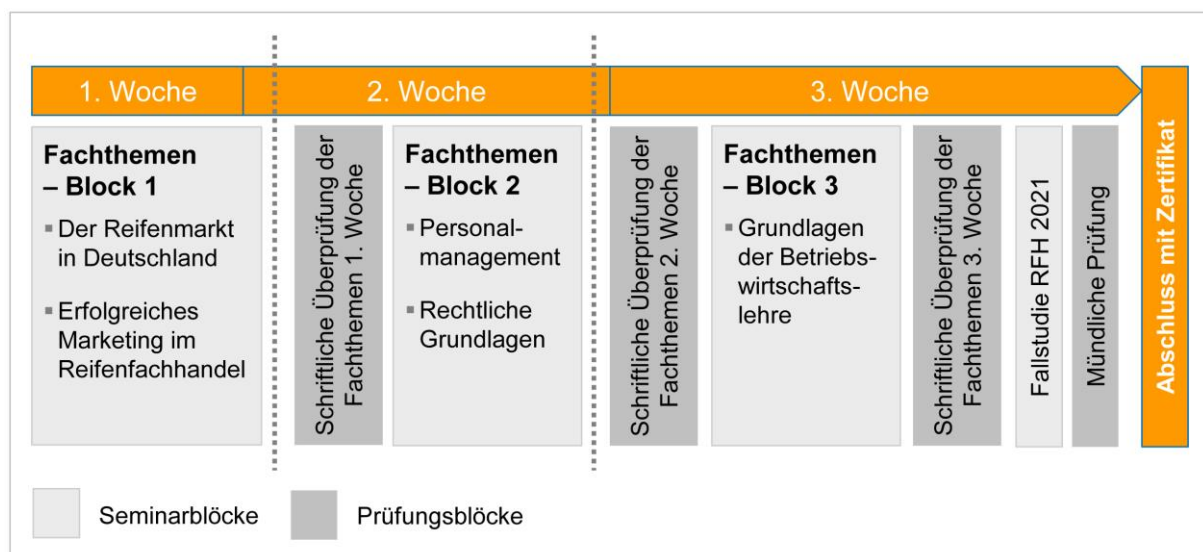 1. Woche
2. Woche
3. Woche
Fachthemen
– Block 1
▪ Der Reifenmarkt
in Deutschland
▪ Erfolgreiches
Marketing im
Reifenfachhandel
Schriftliche Überprüfung der
Fachthemen 1. Woche
Fachthemen
– Block 2
▪ Personal-
management
▪ Rechtliche
Grundlagen
Schriftliche Überprüfung der
Fachthemen 2. Woche
Fachthemen
– Block 3
▪ Grundlagen
der Betriebs-
wirtschafts-
lehre
Schriftliche Überprüfung der
Fachthemen 3. Woche
Fallstudie RFH 2021
Mündliche Prüfung
Abschluss mit Zertifikat
Seminarblöcke
Prüfungsblöcke